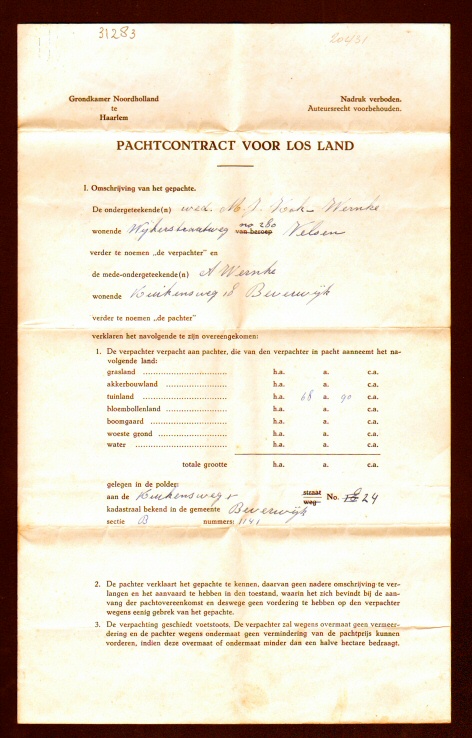 31283
20451
Grondkamer Noordholland
te
Haarlem
Nadruk verboden.
Auteursrecht voorbehouden.
PACHTCONTRACT VOOR LOS LAND
I. Omschrijving van het gepachte.
De ondergeteekende(n) wed. M. J. Kok - Wernke
wonende Wijkerstraatweg no 280 van beroep Velsen
verder te noemen „de verpachter” en
de mede-ondergeteekende(n) A Wernke
wonende Kuikensweg 18 Beverwijk
verder te noemen „de pachter”
verklaren het navolgende te zijn overeengekomen:
1. De verpachter verpacht aan pachter, die van den verpachter in pacht aanneemt het na-
volgende land:
grasland ................ h.a. a. c.a.
akkerbouwland ................ h.a. a. c.a.
tuinland ................ h.a. 68 a. 90 c.a.
bloembollenland ................ h.a. a. c.a.
boomgaard ................ h.a. a. c.a.
woeste grond ................ h.a. a. c.a.
water ................ h.a. a. c.a.
totale grootte h.a. a. c.a.
gelegen in de polder:
aan de Kuikensweg straat weg No. 24
kadastraal bekend in de gemeente Beverwijk
sectie B nummers: 1141
2. De pachter verklaart het gepachte te kennen, daarvan geen nadere omschrijving te ver-
langen en het aanvaard te hebben in den toestand, waarin het zich bevindt bij de aan-
vang der pachtovereenkomst en deswege geen vordering te hebben op den verpachter
wegens eenig gebrek van het gepachte.
3. De verpachting geschiedt voetstoots. De verpachter zal wegens overmaat geen vermeer-
dering en de pachter wegens ondermaat geen vermindering van de pachtprijs kunnen
vorderen, indien deze overmaat of ondermaat minder dan een halve hectare bedraagt.